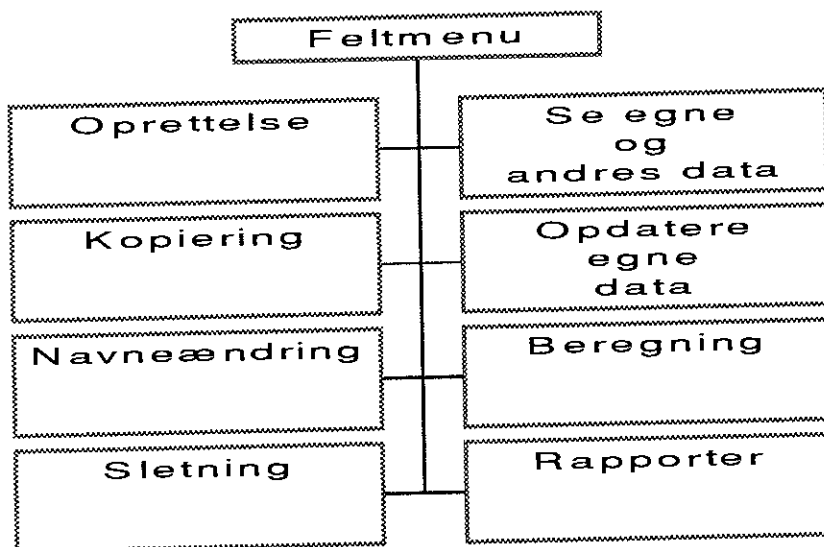 Feltmenu
Oprettelse
Se egne
og
andres data
Kopiering
Opdatere
egne
data
Navneændring
Beregning
Sletning
Rapporter